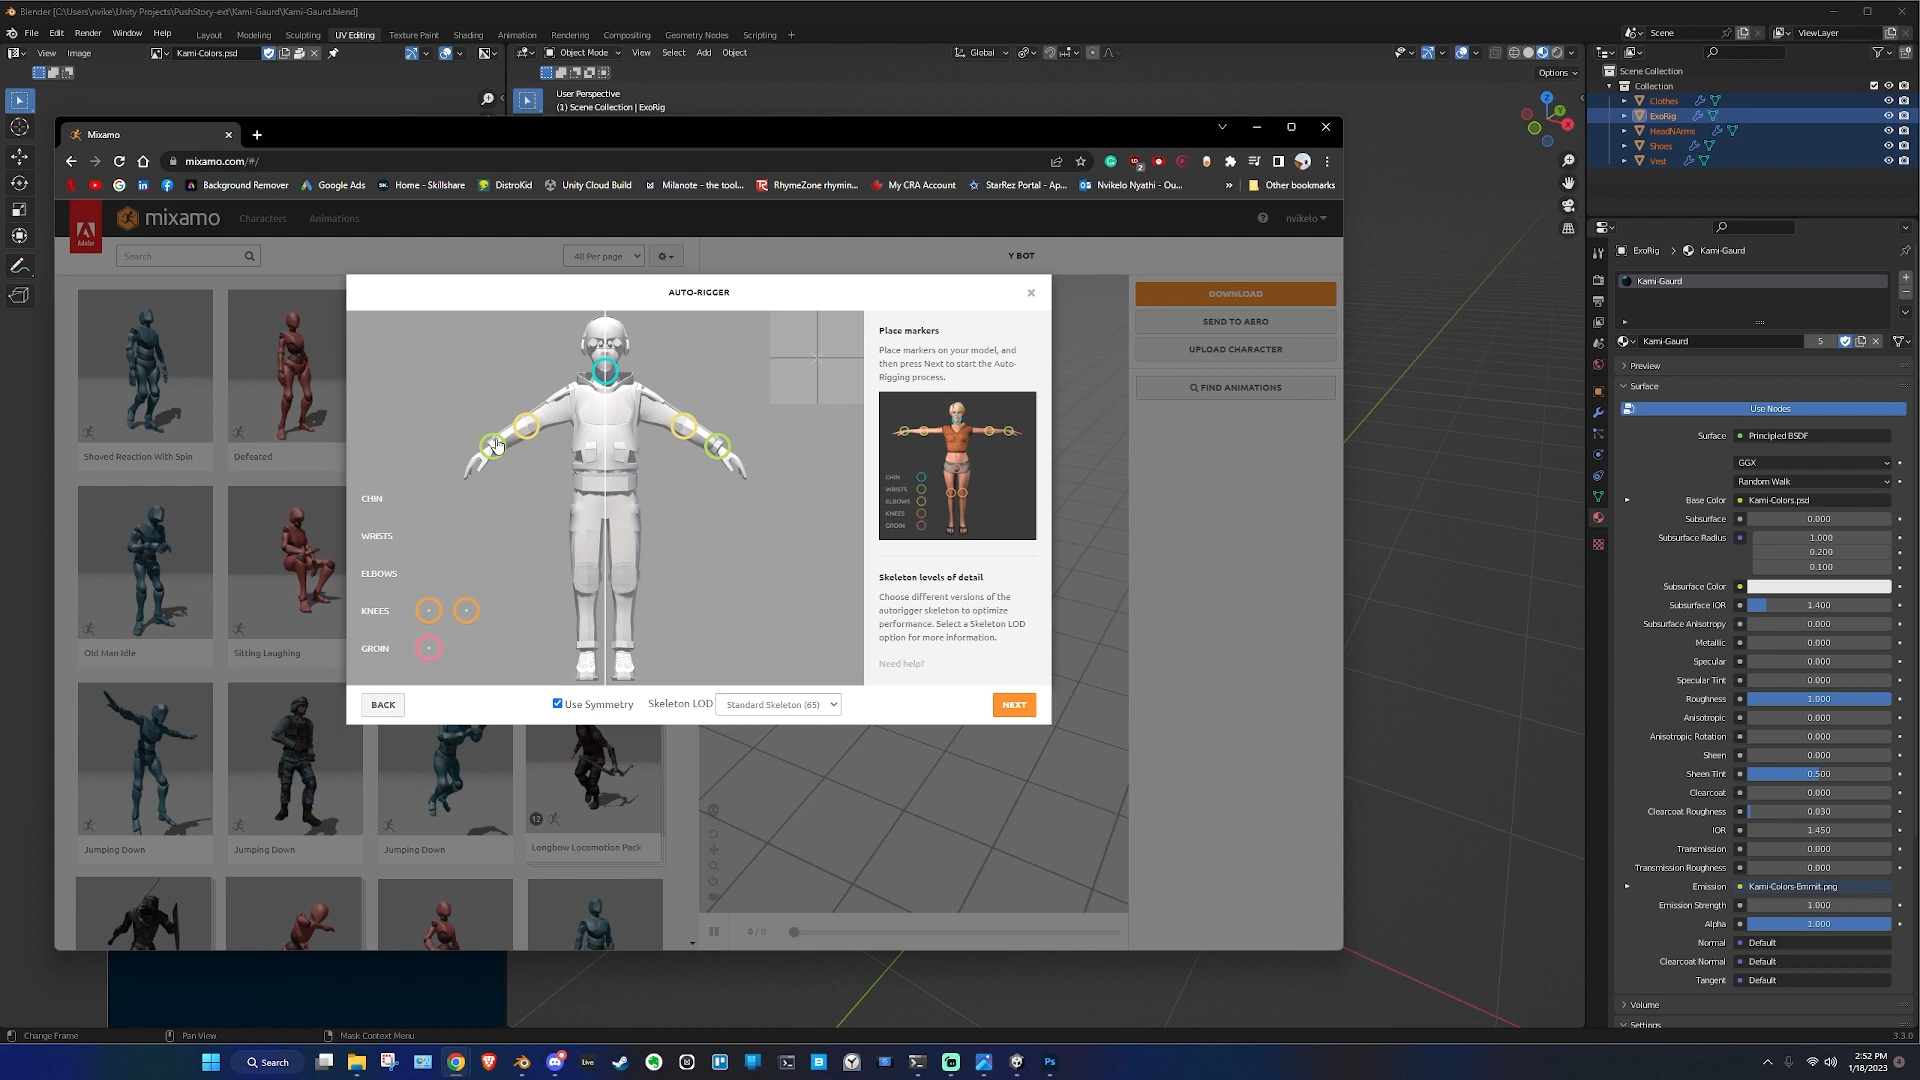 Blender [C:\Users\nvike\Unity Projects\PushStory-ext\Kami-Gaurd\Kami-Gaurd.blend]
File Edit Render Window Help
Layout Modeling Sculpting UV Editing Texture Paint Shading Animation Rendering Compositing Geometry Nodes Scripting +
Scene
ViewLayer
View Image
Kami-Colors.psd
Object Mode View Select Add Object
Global
Options
User Perspective
(1) Scene Collection | ExoRig
Z
Y
X
Scene Collection
Collection
Clothes
ExoRig
HeadNArms
Shoes
Vest
Mixamo
mixamo.com/#/
Background Remover Google Ads Home - Skillshare DistroKid Unity Cloud Build Milanote - the tool... RhymeZone rhymin... My CRA Account StarRez Portal - Ap... Nvikelo Nyathi - Ou... » Other bookmarks
Adobe
mixamo Characters Animations
nvikelo
Search
48 Per page
Y BOT
AUTO-RIGGER
DOWNLOAD
SEND TO AERO
UPLOAD CHARACTER
FIND ANIMATIONS
Place markers
Place markers on your model, and
then press Next to start the Auto-
Rigging process.
CHIN
WRISTS
ELBOWS
KNEES
GROIN
CHIN
WRISTS
ELBOWS
KNEES
GROIN
Skeleton levels of detail
Choose different versions of the
autorigger skeleton to optimize
performance. Select a Skeleton LOD
option for more information.
Need help?
BACK
Use Symmetry
Skeleton LOD
Standard Skeleton (65)
NEXT
Shoved Reaction With Spin
Defeated
Old Man Idle
Sitting Laughing
Jumping Down
Jumping Down
Jumping Down
12
Longbow Locomotion Pack
0 / 0
ExoRig > Kami-Gaurd
Kami-Gaurd
Kami-Gaurd 5
Preview
Surface
Use Nodes
Surface Principled BSDF
GGX
Random Walk
Base Color Kami-Colors.psd
Subsurface 0.000
Subsurface Radius 1.000
0.200
0.100
Subsurface Color
Subsurface IOR 1.400
Subsurface Anisotropy 0.000
Metallic 0.000
Specular 0.000
Specular Tint 0.000
Roughness 1.000
Anisotropic 0.000
Anisotropic Rotation 0.000
Sheen 0.000
Sheen Tint 0.500
Clearcoat 0.000
Clearcoat Roughness 0.030
IOR 1.450
Transmission 0.000
Transmission Roughness 0.000
Emission Kami-Colors-Emmit.png
Emission Strength 1.000
Alpha 1.000
Normal Default
Clearcoat Normal Default
Tangent Default
Volume
Settings
Change Frame
Pan View
Mask Context Menu
3.3.0
Search
Live
Ps
2:52 PM
1/18/2023